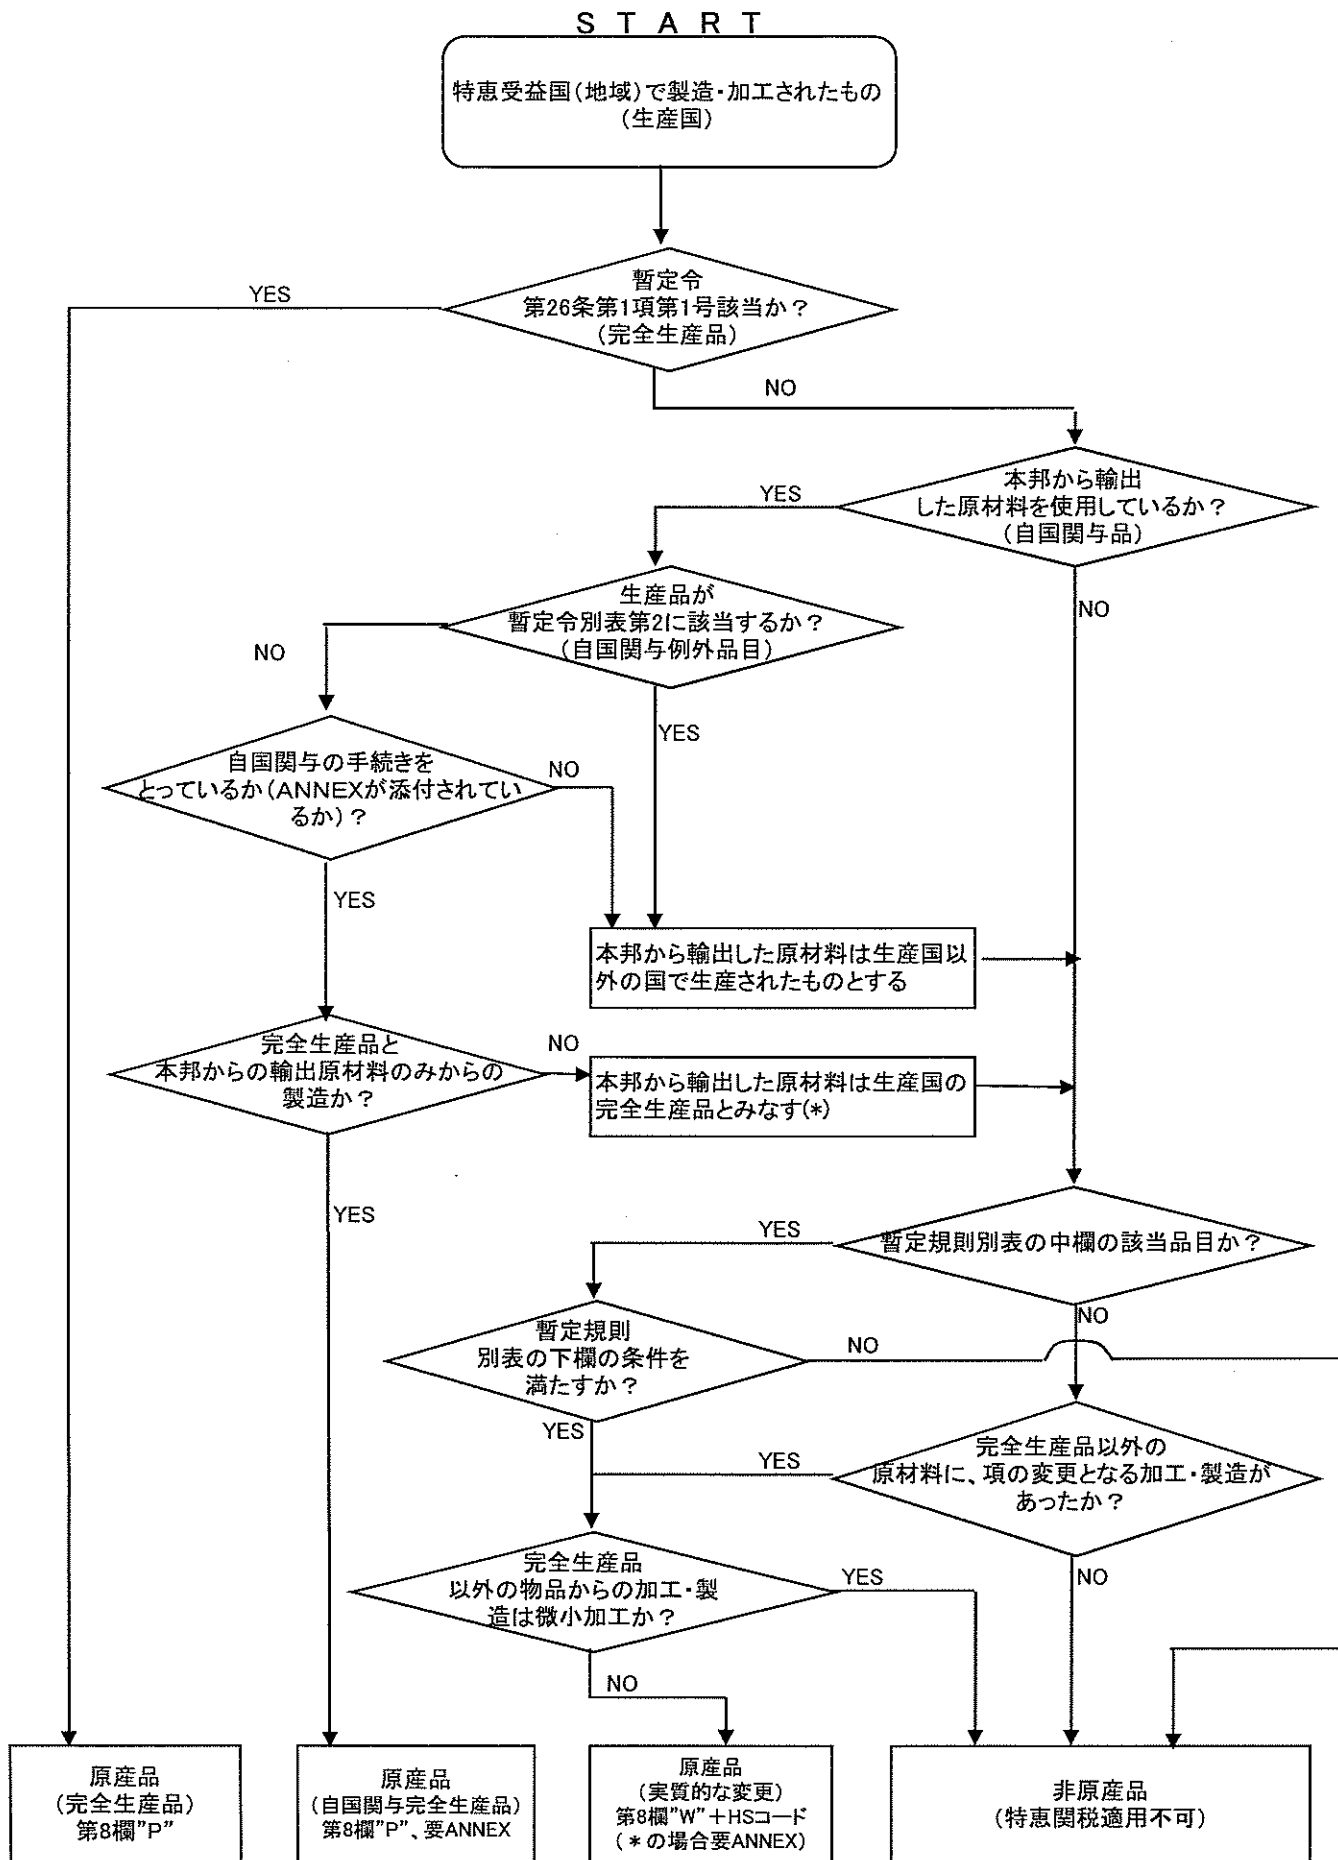 START
特恵受益国(地域)で製造・加工されたもの
(生産国)
暫定令
第26条第1項第1号該当か？
(完全生産品)
YES
NO
本邦から輸出
した原材料を使用しているか？
(自国関与品)
YES
NO
生産品が
暫定令別表第2に該当するか？
(自国関与例外品目)
NO
YES
自国関与の手続きを
とっているか(ANNEXが添付されてい
るか)？
NO
YES
本邦から輸出した原材料は生産国以
外の国で生産されたものとする
完全生産品と
本邦からの輸出原材料のみからの
製造か？
NO
YES
本邦から輸出した原材料は生産国の
完全生産品とみなす(*)
暫定規則別表の中欄の該当品目か？
YES
NO
暫定規則
別表の下欄の条件を
満たすか？
NO
YES
完全生産品以外の
原材料に、項の変更となる加工・製造が
あったか？
YES
NO
完全生産品
以外の物品からの加工・製
造は微小加工か？
YES
NO
原産品
(完全生産品)
第8欄"P"
原産品
(自国関与完全生産品)
第8欄"P"、要ANNEX
原産品
(実質的な変更)
第8欄"W"＋HSコード
(＊の場合要ANNEX)
非原産品
(特恵関税適用不可)